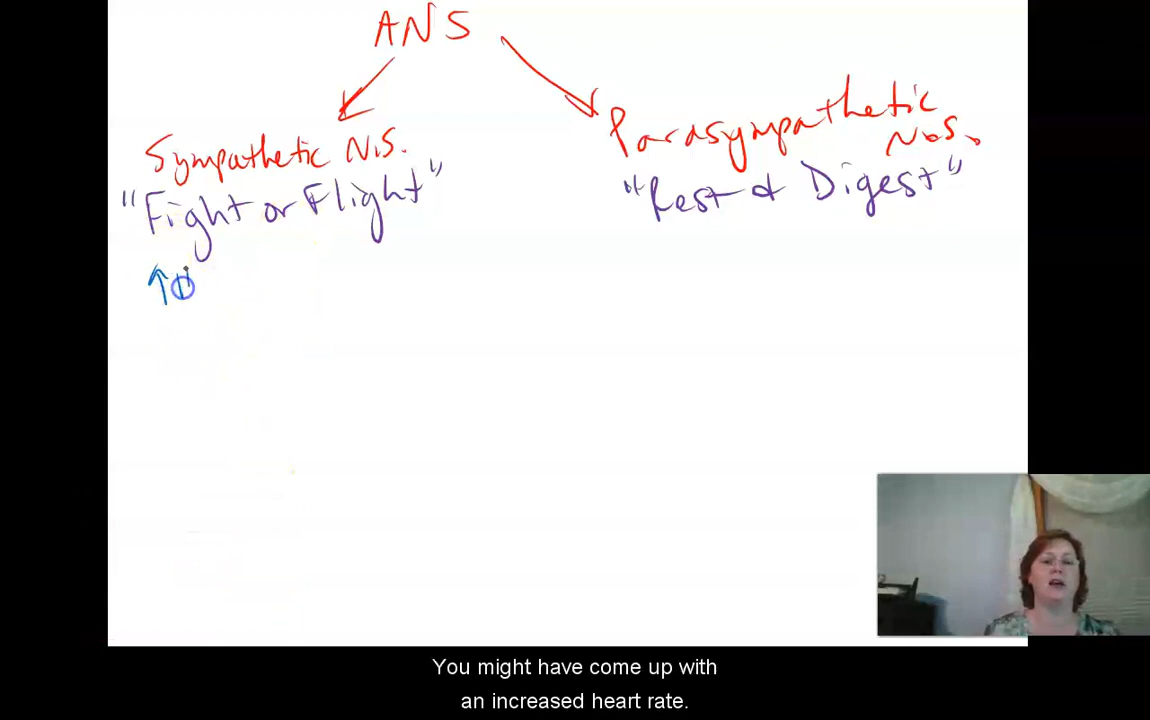 ANS
Sympathetic N.S.
Parasympathetic
N.S.
"Fight or Flight"
"Rest & Digest"
↑
You might have come up with
an increased heart rate.